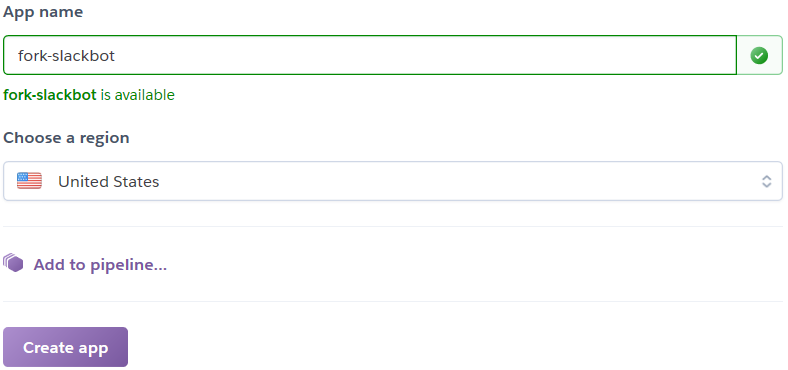 App name
fork-slackbot
fork-slackbot is available
Choose a region
United States
Add to pipeline...
Create app